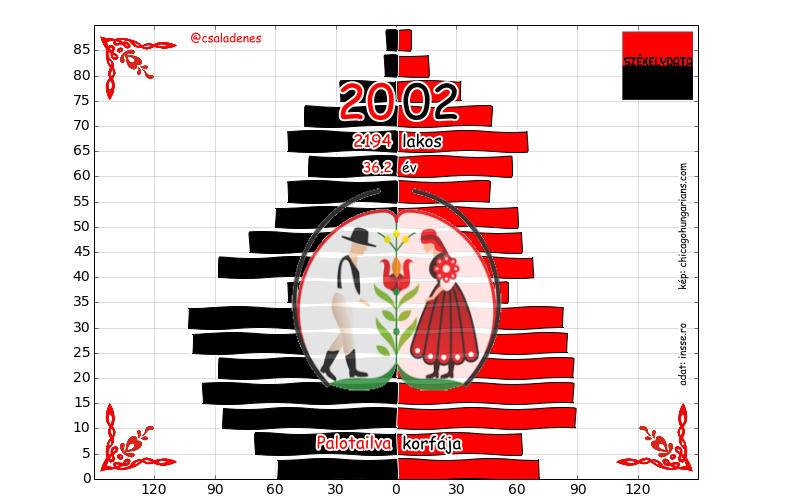 @csaladenes
SZÉKELYDATA
2002
2194 lakos
36.2 év
kép: chicagohungarians.com
adat: insse.ro
Palotailva korfája
85
80
75
70
65
60
55
50
45
40
35
30
25
20
15
10
5
0
120 90 60 30 0 30 60 90 120